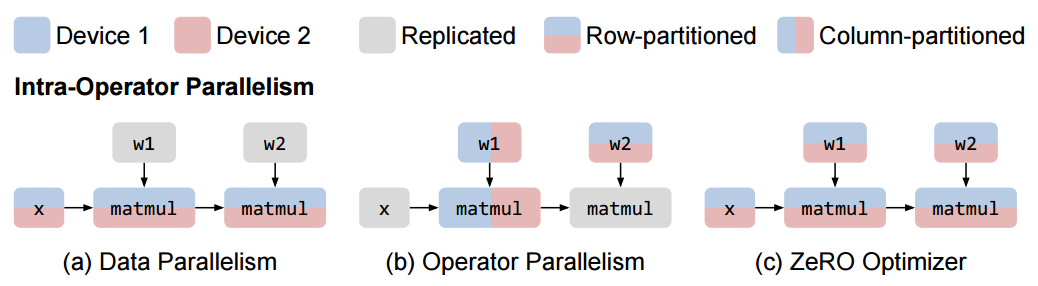 Device 1 Device 2 Replicated Row-partitioned Column-partitioned
Intra-Operator Parallelism
w1 w2 w1 w2 w1 w2
x matmul matmul x matmul matmul x matmul matmul
(a) Data Parallelism (b) Operator Parallelism (c) ZeRO Optimizer